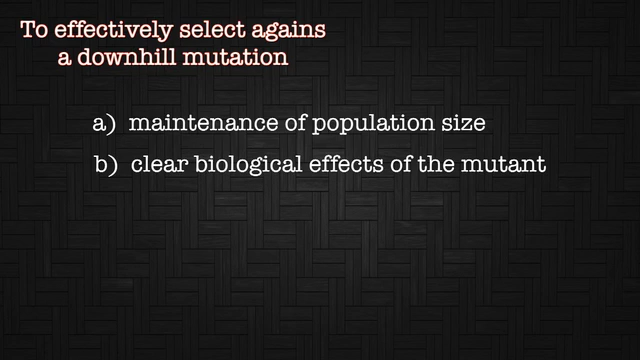 To effectively select agains
a downhill mutation
a) maintenance of population size
b) clear biological effects of the mutant